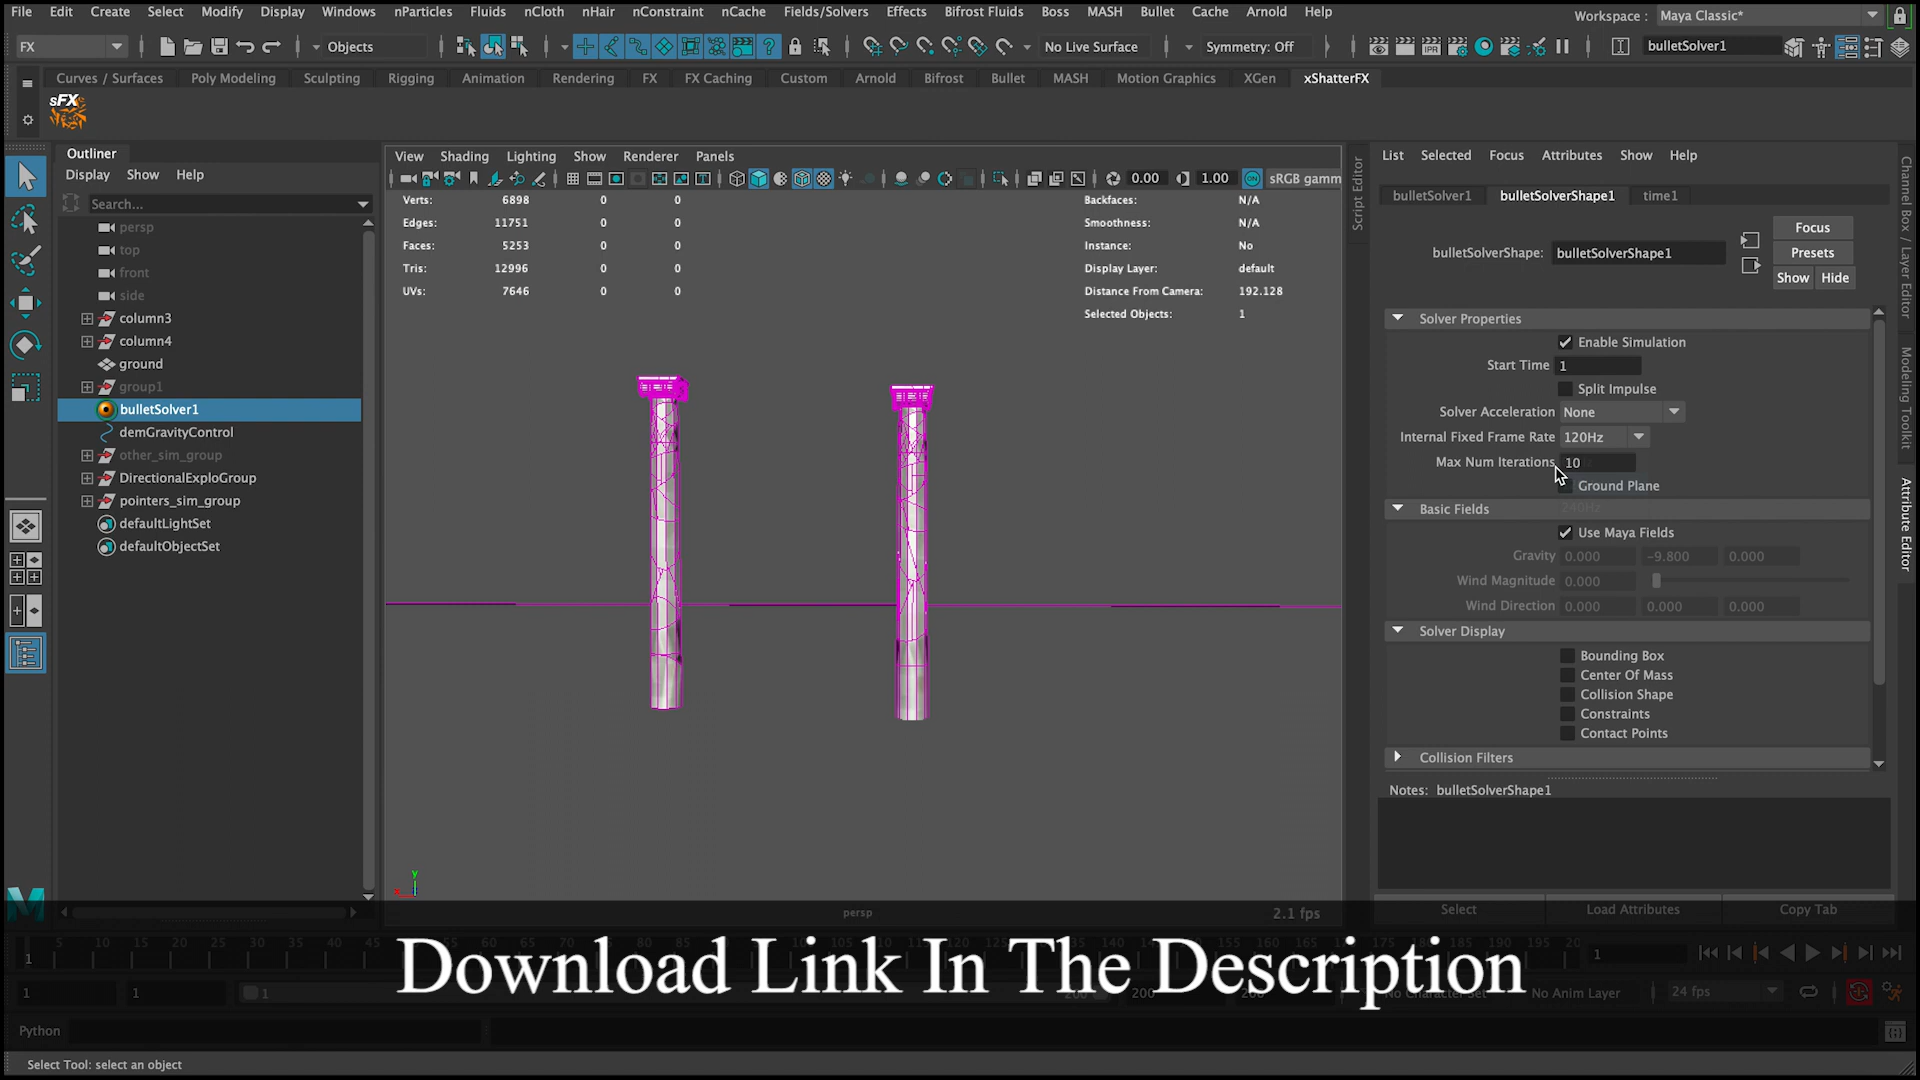 File Edit Create Select Modify Display Windows nParticles Fluids nCloth nHair nConstraint nCache Fields/Solvers Effects Bifrost Fluids Boss MASH Bullet Cache Arnold Help
Workspace : Maya Classic*
FX Objects No Live Surface Symmetry: Off bulletSolver1
Curves / Surfaces Poly Modeling Sculpting Rigging Animation Rendering FX FX Caching Custom Arnold Bifrost Bullet MASH Motion Graphics XGen xShatterFX
sFX
Outliner
Display Show Help
Search...
persp
top
front
side
column3
column4
ground
group1
bulletSolver1
demGravityControl
other_sim_group
DirectionalExploGroup
pointers_sim_group
defaultLightSet
defaultObjectSet
View Shading Lighting Show Renderer Panels
0.00 1.00 sRGB gamm
Verts: 6898 0 0
Edges: 11751 0 0
Faces: 5253 0 0
Tris: 12996 0 0
UVs: 7646 0 0
Backfaces: N/A
Smoothness: N/A
Instance: No
Display Layer: default
Distance From Camera: 192.128
Selected Objects: 1
y
x
persp
2.1 fps
Script Editor
List Selected Focus Attributes Show Help
bulletSolver1 bulletSolverShape1 time1
bulletSolverShape: bulletSolverShape1
Focus
Presets
Show Hide
Solver Properties
Enable Simulation
Start Time 1
Split Impulse
Solver Acceleration None
Internal Fixed Frame Rate 120Hz
Max Num Iterations 10
Ground Plane
240Hz
Basic Fields
Use Maya Fields
Gravity 0.000 -9.800 0.000
Wind Magnitude 0.000
Wind Direction 0.000 0.000 0.000
Solver Display
Bounding Box
Center Of Mass
Collision Shape
Constraints
Contact Points
Collision Filters
Notes: bulletSolverShape1
Select Load Attributes Copy Tab
Channel Box / Layer Editor
Modeling Toolkit
Attribute Editor
Download Link In The Description
1 1 1 200 200 No Character Set No Anim Layer 24 fps
Python
Select Tool: select an object